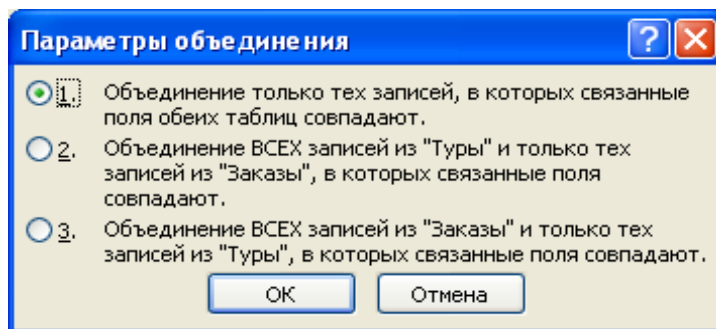 Параметры объединения
1. Объединение только тех записей, в которых связанные
поля обеих таблиц совпадают.
2. Объединение ВСЕХ записей из "Туры" и только тех
записей из "Заказы", в которых связанные поля
совпадают.
3. Объединение ВСЕХ записей из "Заказы" и только тех
записей из "Туры", в которых связанные поля совпадают.
ОК Отмена